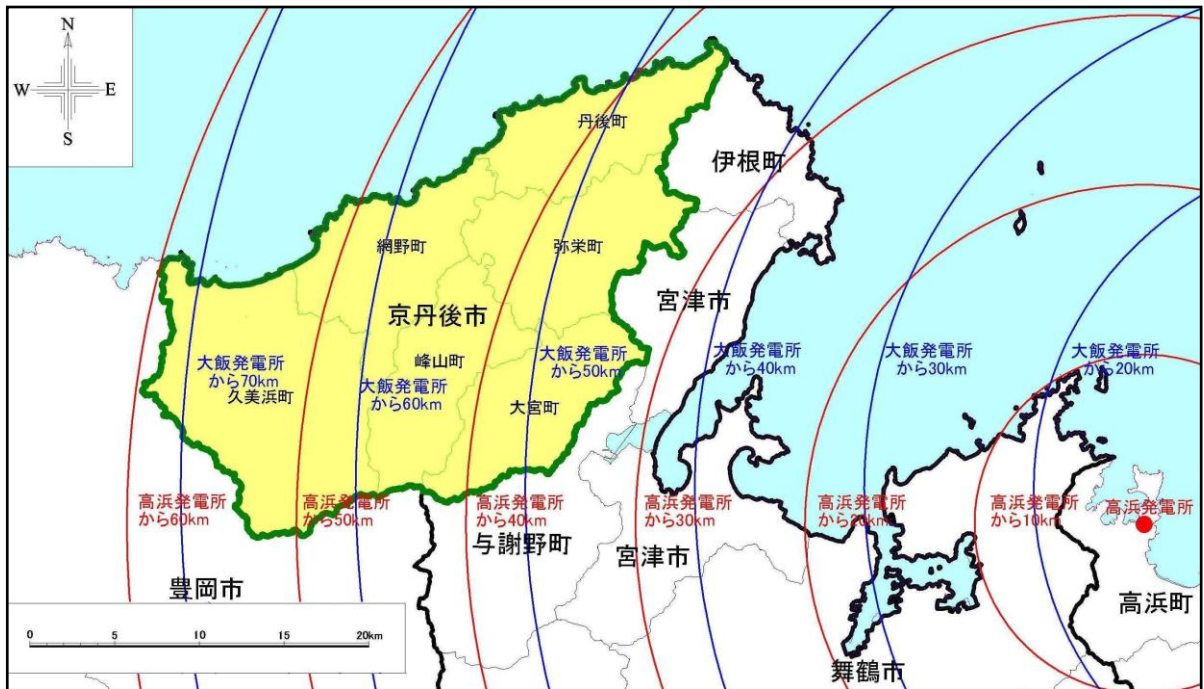 N
W
E
S
丹後町
伊根町
網野町
弥栄町
宮津市
京丹後市
大飯発電所
から70km
久美浜町
峰山町
大飯発電所
から60km
大飯発電所
から50km
大宮町
大飯発電所
から40km
大飯発電所
から30km
大飯発電所
から20km
高浜発電所
から60km
高浜発電所
から50km
高浜発電所
から40km
高浜発電所
から30km
高浜発電所
から20km
高浜発電所
から10km
高浜発電所
与謝野町
宮津市
豊岡市
高浜町
舞鶴市
0
5
10
15
20km